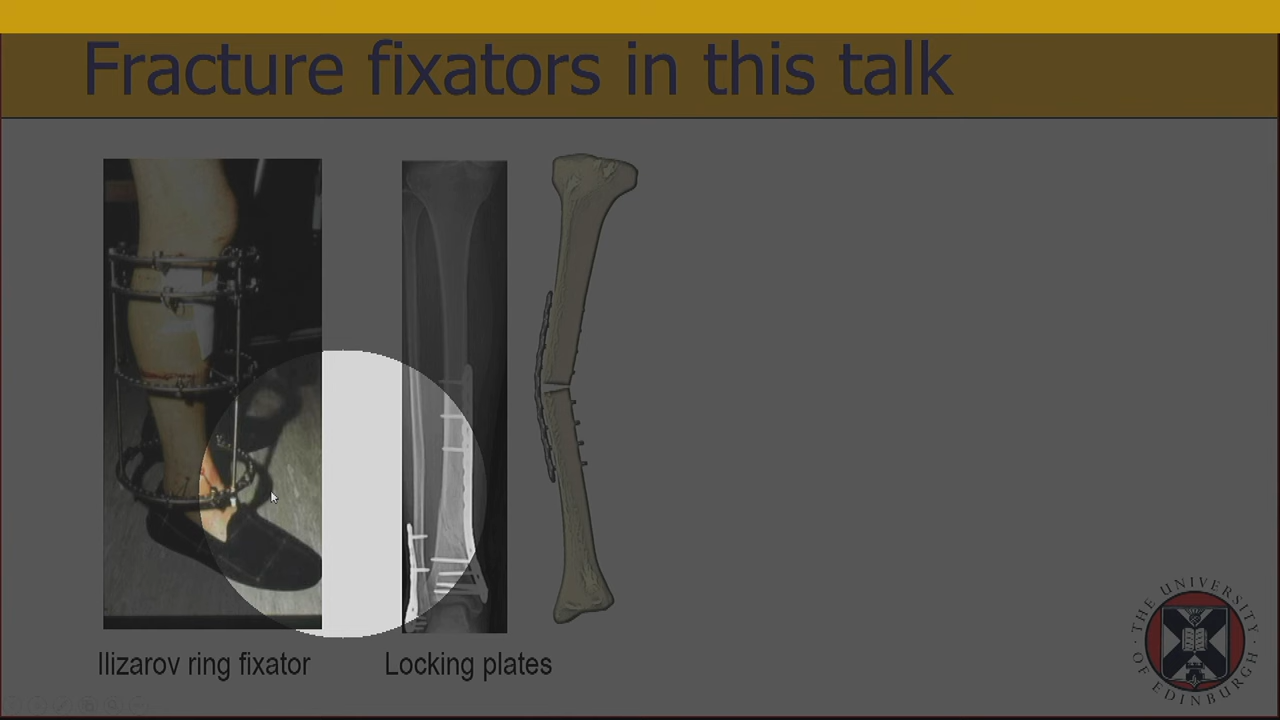 Fracture fixators in this talk
Ilizarov ring fixator
Locking plates
THE UNIVERSITY OF EDINBURGH